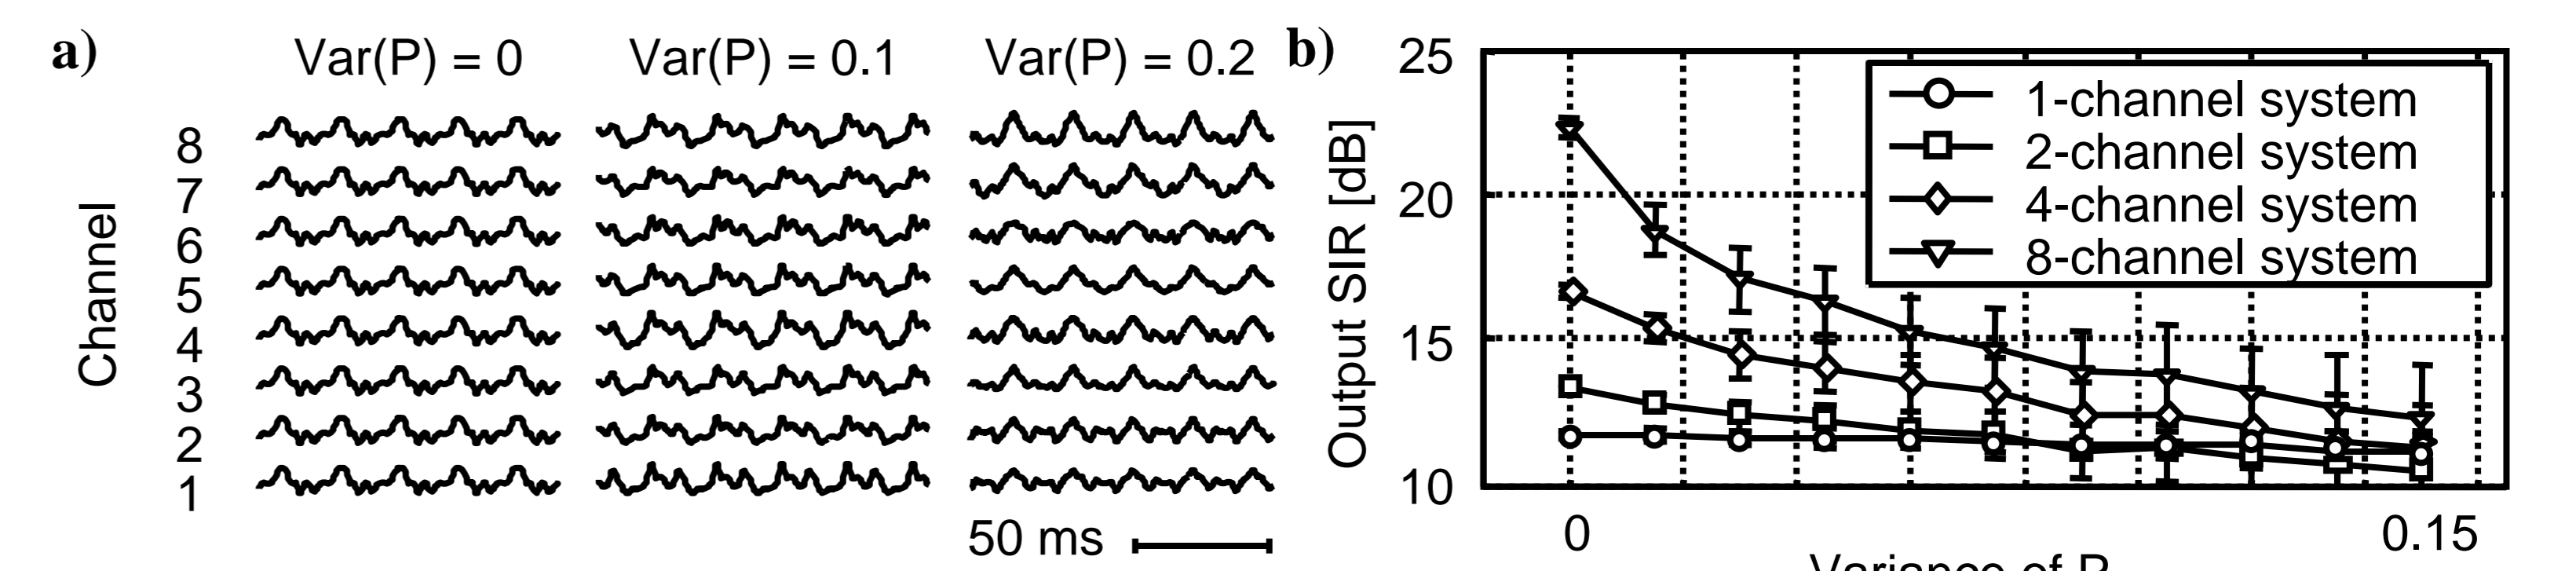 a)
Var(P) = 0 Var(P) = 0.1 Var(P) = 0.2
Channel
8
7
6
5
4
3
2
1
50 ms
b)
Output SIR [dB]
25
20
15
10
1-channel system
2-channel system
4-channel system
8-channel system
0 0.15
Variance of P